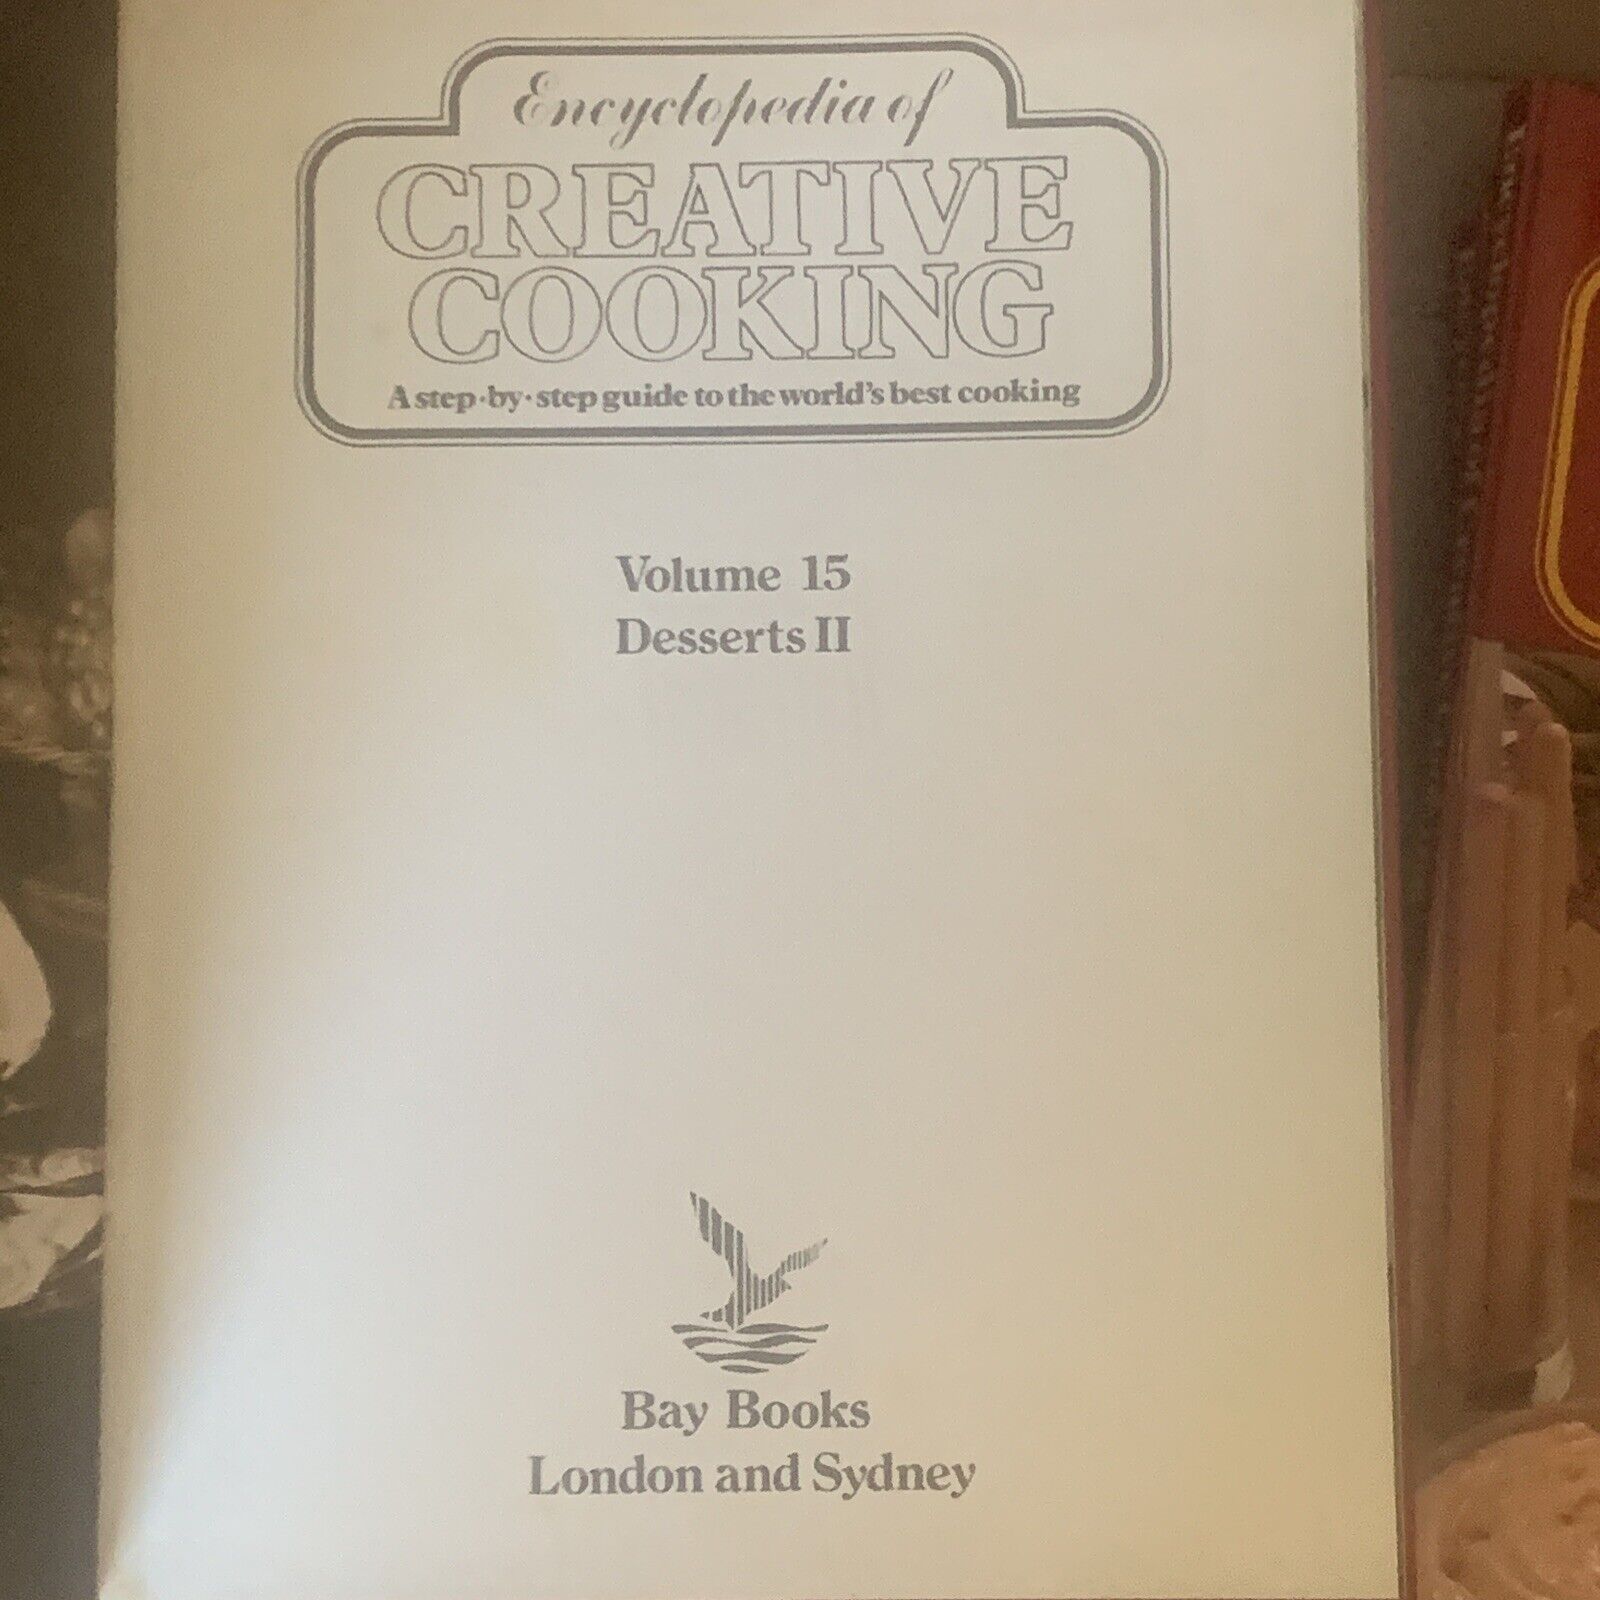 Encyclopedia of
CREATIVE
COOKING
A step·by·step guide to the world's best cooking
Volume 15
Desserts II
Bay Books
London and Sydney